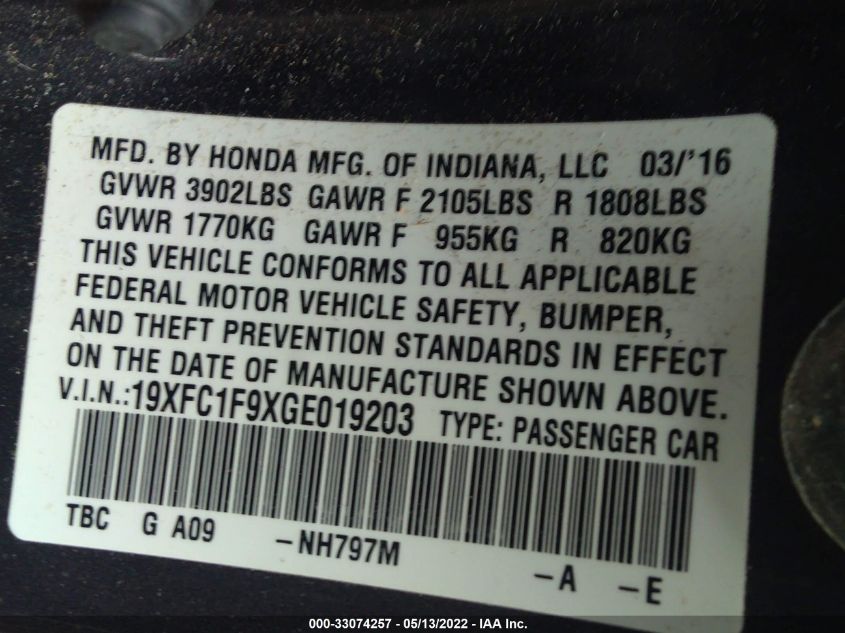 MFD. BY HONDA MFG. OF INDIANA, LLC 03/'16
GVWR 3902LBS GAWR F 2105LBS R 1808LBS
GVWR 1770KG GAWR F 955KG R 820KG
THIS VEHICLE CONFORMS TO ALL APPLICABLE
FEDERAL MOTOR VEHICLE SAFETY, BUMPER,
AND THEFT PREVENTION STANDARDS IN EFFECT
ON THE DATE OF MANUFACTURE SHOWN ABOVE.
V.I.N.:19XFC1F9XGE019203 TYPE: PASSENGER CAR
TBC G A09 -NH797M -A -E
000-33074257 - 05/13/2022 - IAA Inc.